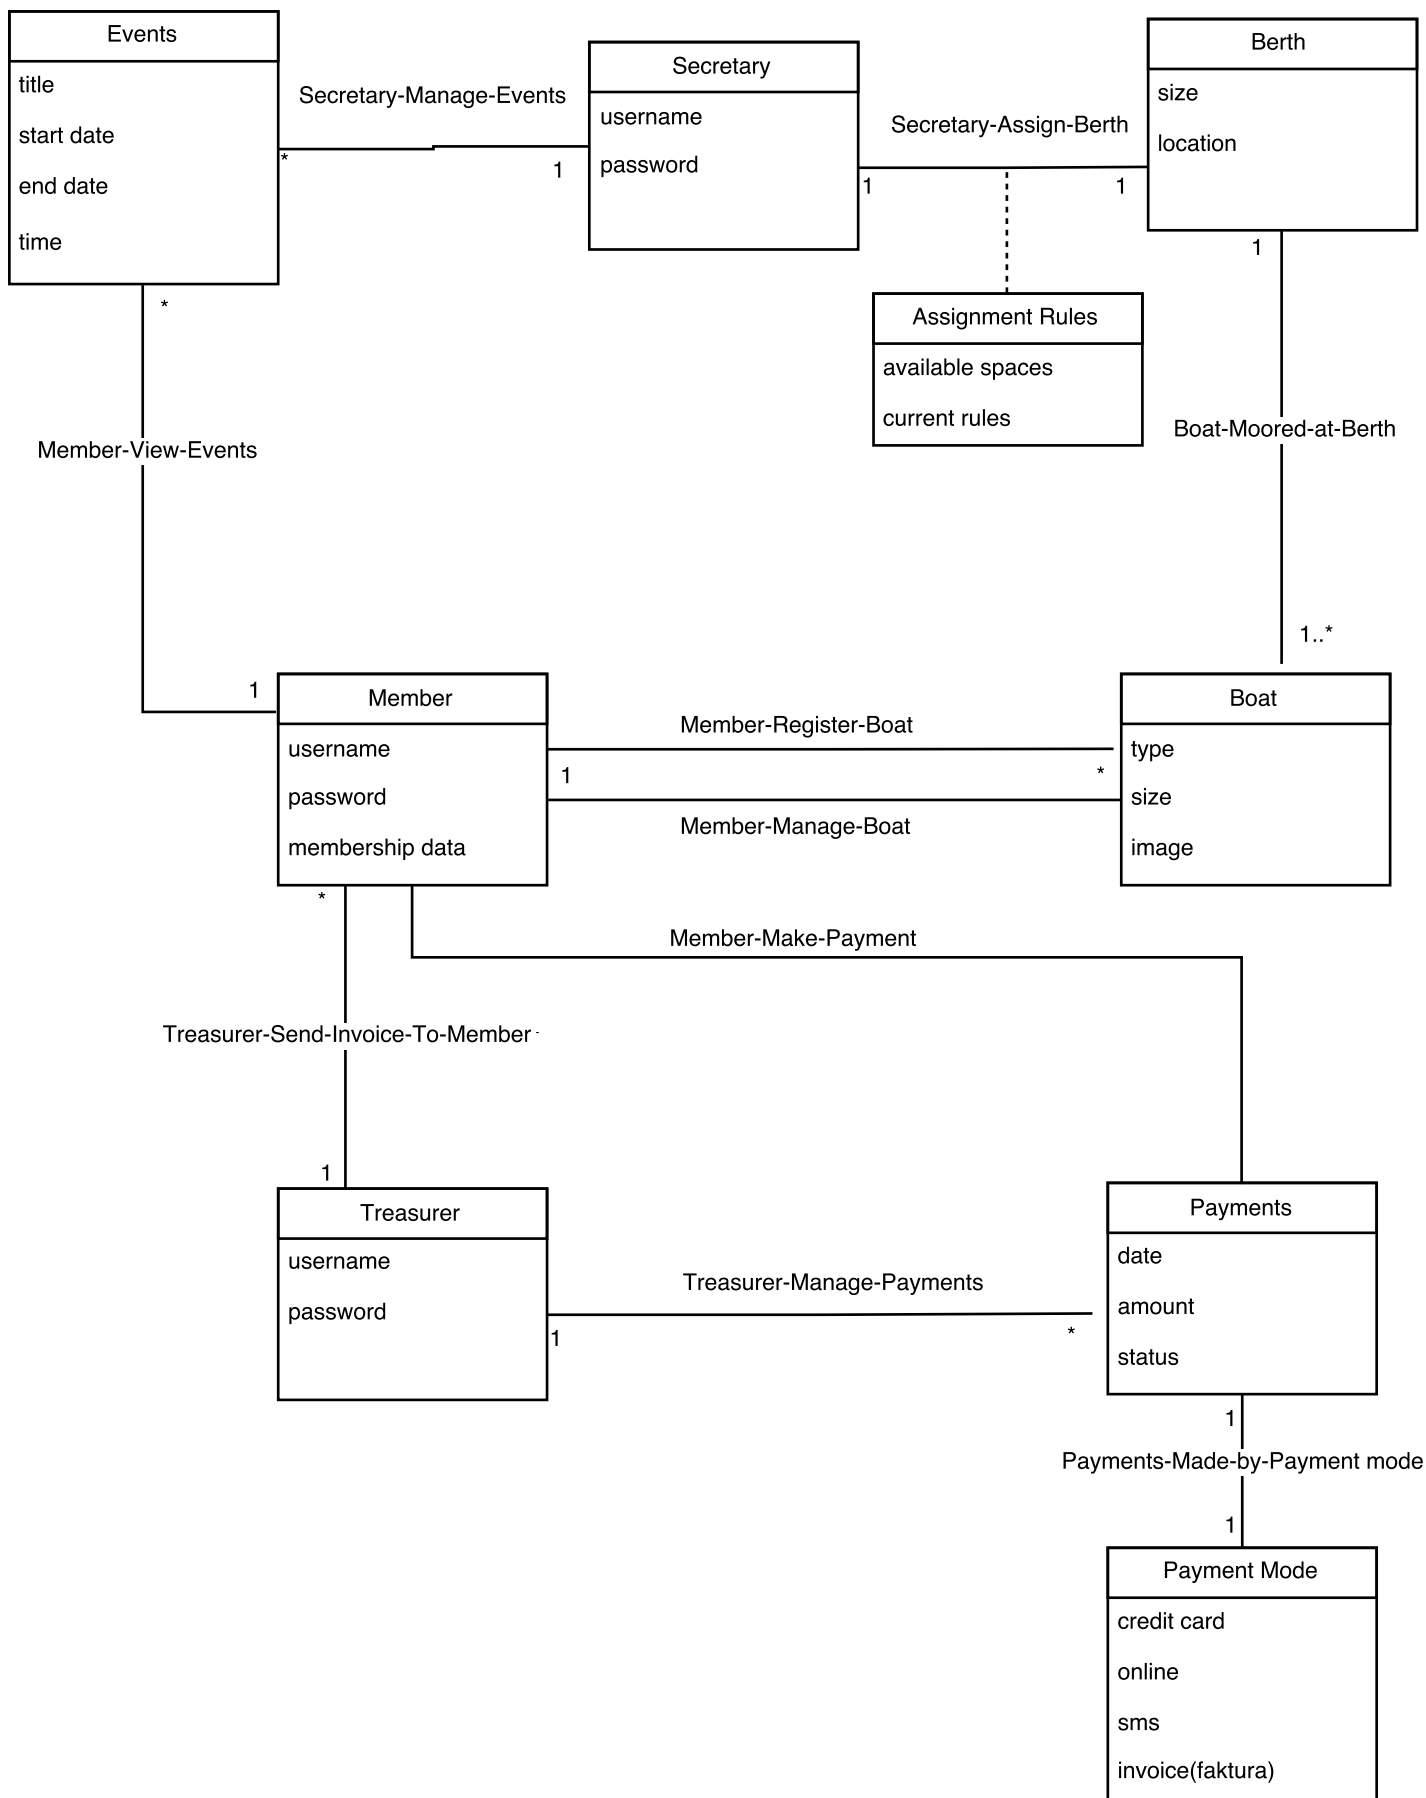 Events
title
start date
end date
time
Secretary-Manage-Events
*
1
Secretary
username
password
Secretary-Assign-Berth
1
1
Berth
size
location
1
Assignment Rules
available spaces
current rules
*
Member-View-Events
1
Boat-Moored-at-Berth
1..*
Member
username
password
membership data
Member-Register-Boat
1
*
Member-Manage-Boat
Boat
type
size
image
*
Member-Make-Payment
Treasurer-Send-Invoice-To-Member
1
Treasurer
username
password
Treasurer-Manage-Payments
1
*
Payments
date
amount
status
1
Payments-Made-by-Payment mode
1
Payment Mode
credit card
online
sms
invoice(faktura)